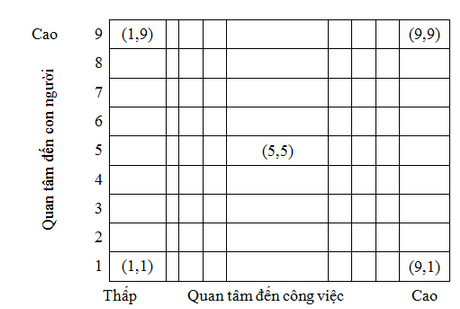 Cao 9 (1,9) (9,9)
8
7
6
5 (5,5)
4
3
2
1 (1,1) (9,1)
Quan tâm đến con người
Thấp Quan tâm đến công việc Cao